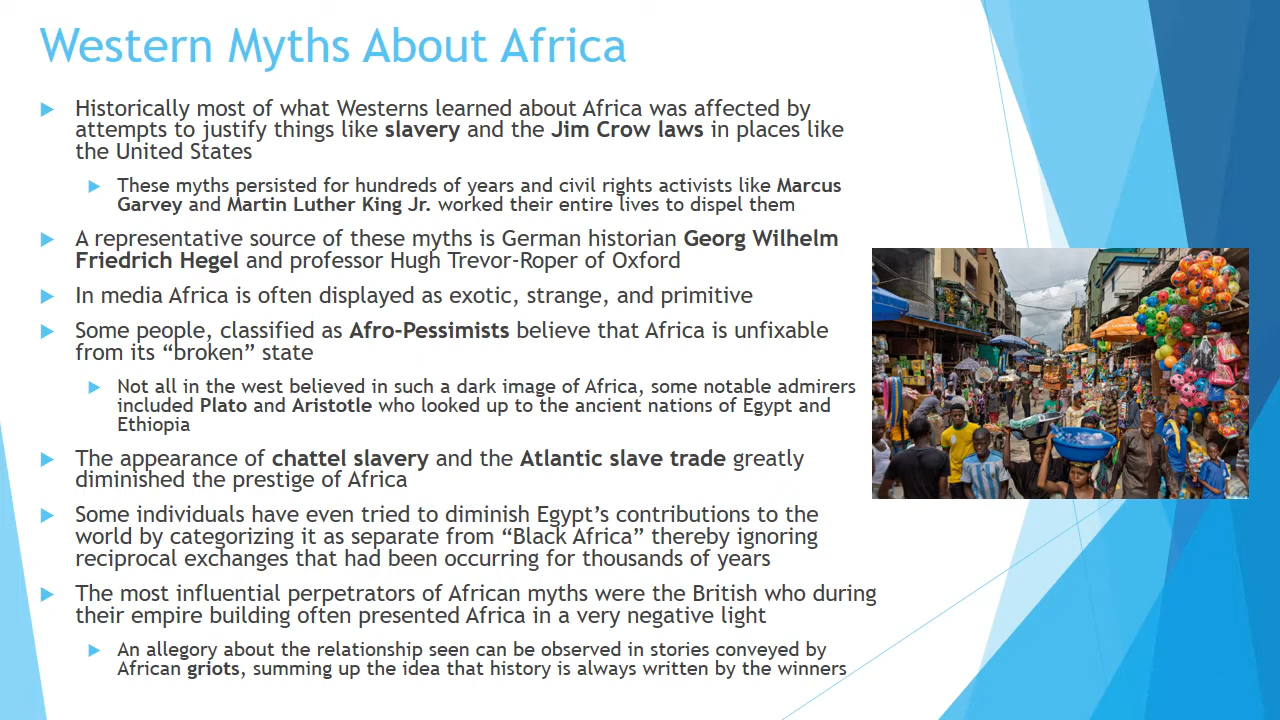 Western Myths About Africa
Historically most of what Westerns learned about Africa was affected by
attempts to justify things like slavery and the Jim Crow laws in places like
the United States
These myths persisted for hundreds of years and civil rights activists like Marcus
Garvey and Martin Luther King Jr. worked their entire lives to dispel them
A representative source of these myths is German historian Georg Wilhelm
Friedrich Hegel and professor Hugh Trevor-Roper of Oxford
In media Africa is often displayed as exotic, strange, and primitive
Some people, classified as Afro-Pessimists believe that Africa is unfixable
from its “broken” state
Not all in the west believed in such a dark image of Africa, some notable admirers
included Plato and Aristotle who looked up to the ancient nations of Egypt and
Ethiopia
The appearance of chattel slavery and the Atlantic slave trade greatly
diminished the prestige of Africa
Some individuals have even tried to diminish Egypt’s contributions to the
world by categorizing it as separate from “Black Africa” thereby ignoring
reciprocal exchanges that had been occurring for thousands of years
The most influential perpetrators of African myths were the British who during
their empire building often presented Africa in a very negative light
An allegory about the relationship seen can be observed in stories conveyed by
African griots, summing up the idea that history is always written by the winners